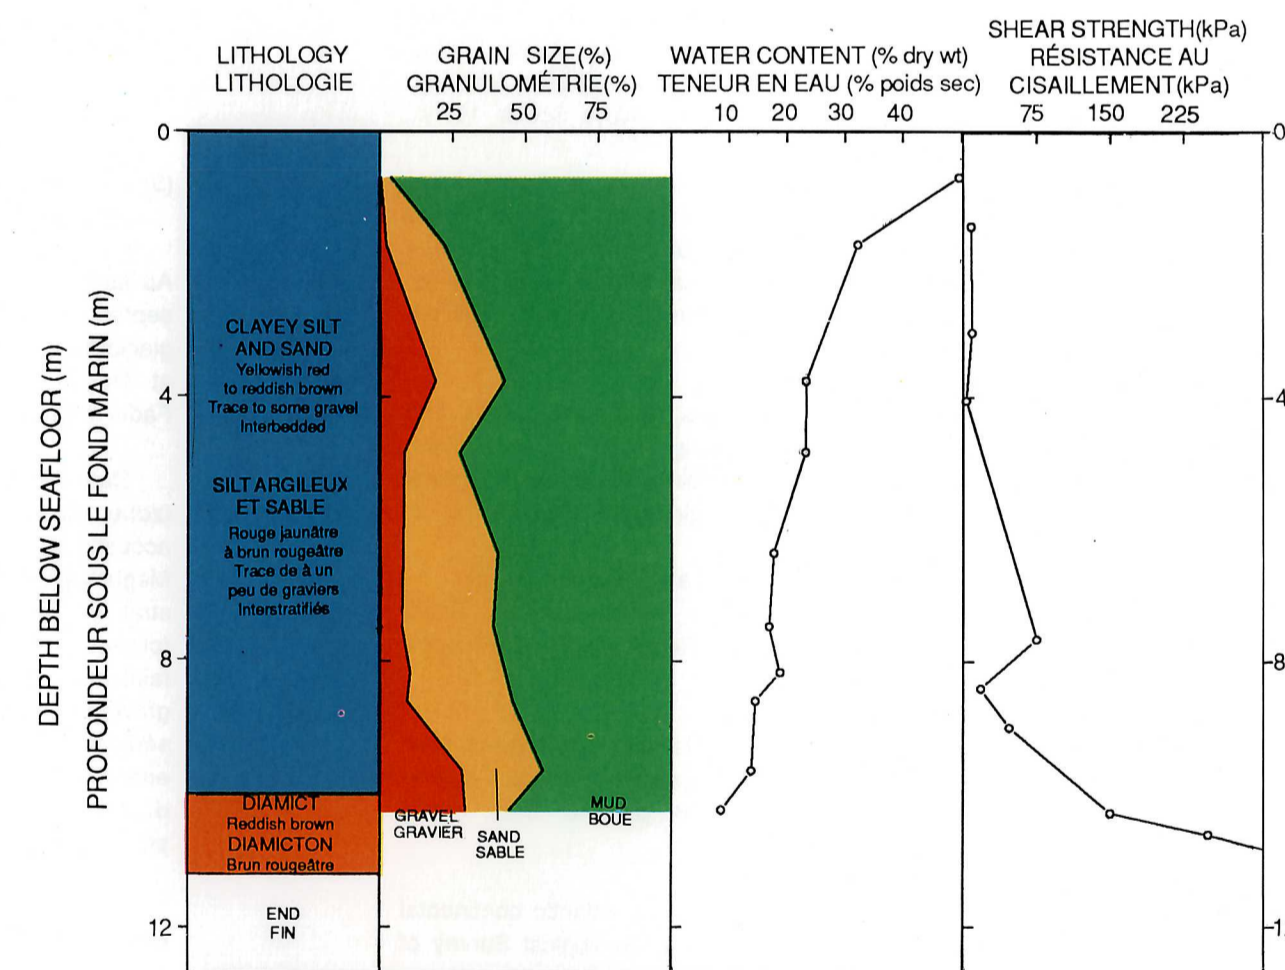 LITHOLOGY
LITHOLOGIE
GRAIN SIZE(%)
GRANULOMÉTRIE(%)
25 50 75
WATER CONTENT (% dry wt)
TENEUR EN EAU (% poids sec)
10 20 30 40
SHEAR STRENGTH(kPa)
RÉSISTANCE AU
CISAILLEMENT(kPa)
75 150 225
DEPTH BELOW SEAFLOOR (m)
PROFONDEUR SOUS LE FOND MARIN (m)
0
4
8
12
CLAYEY SILT
AND SAND
Yellowish red
to reddish brown
Trace to some gravel
Interbedded
SILT ARGILEUX
ET SABLE
Rouge jaunâtre
à brun rougeâtre
Trace de à un
peu de graviers
Interstratifiés
DIAMICT
Reddish brown
DIAMICTON
Brun rougeâtre
END
FIN
GRAVEL
GRAVIER
SAND
SABLE
MUD
BOUE
0
4
8